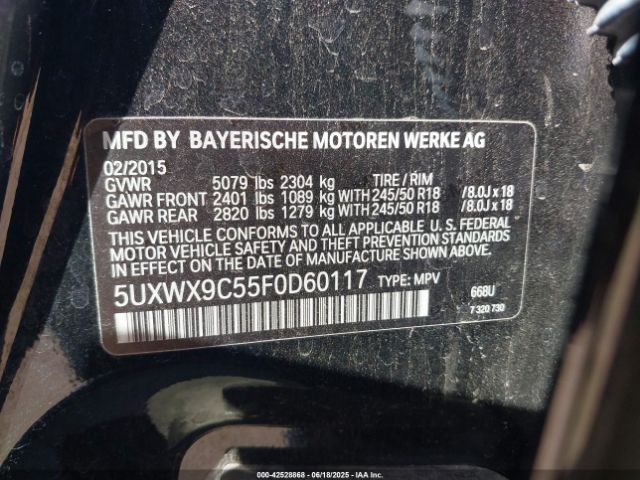 MFD BY BAYERISCHE MOTOREN WERKE AG
02/2015
GVWR 5079 lbs 2304 kg TIRE / RIM
GAWR FRONT 2401 lbs 1089 kg WITH 245/50 R18 / 8.0J x 18
GAWR REAR 2820 lbs 1279 kg WITH 245/50 R18 / 8.0J x 18
THIS VEHICLE CONFORMS TO ALL APPLICABLE U. S. FEDERAL
MOTOR VEHICLE SAFETY AND THEFT PREVENTION STANDARDS
IN EFFECT ON THE DATE OF MANUFACTURE SHOWN ABOVE.
5UXWX9C55F0D60117 TYPE: MPV
668U
7 320 730
000-42528868 - 06/18/2025 - IAA Inc.